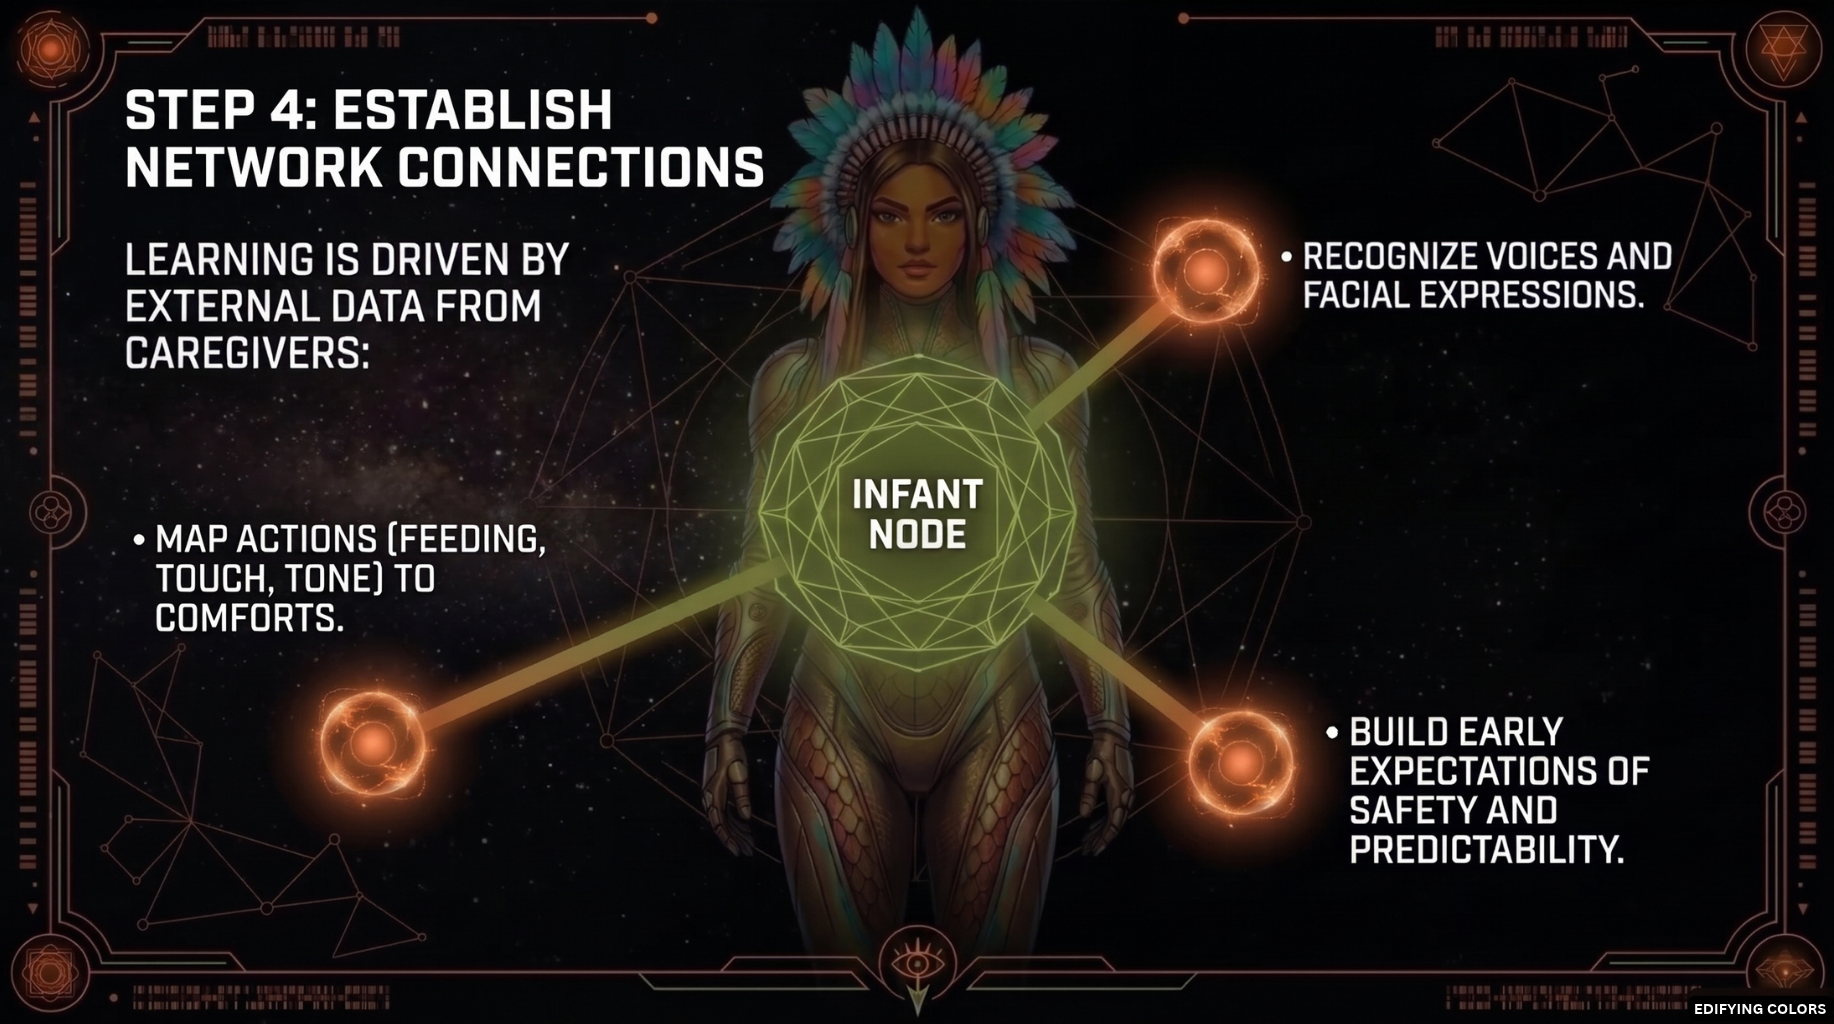 STEP 4: ESTABLISH
NETWORK CONNECTIONS
LEARNING IS DRIVEN BY
EXTERNAL DATA FROM
CAREGIVERS:
• RECOGNIZE VOICES AND
FACIAL EXPRESSIONS.
INFANT
NODE
• MAP ACTIONS (FEEDING,
TOUCH, TONE) TO
COMFORTS.
• BUILD EARLY
EXPECTATIONS OF
SAFETY AND
PREDICTABILITY.
EDIFYING COLORS